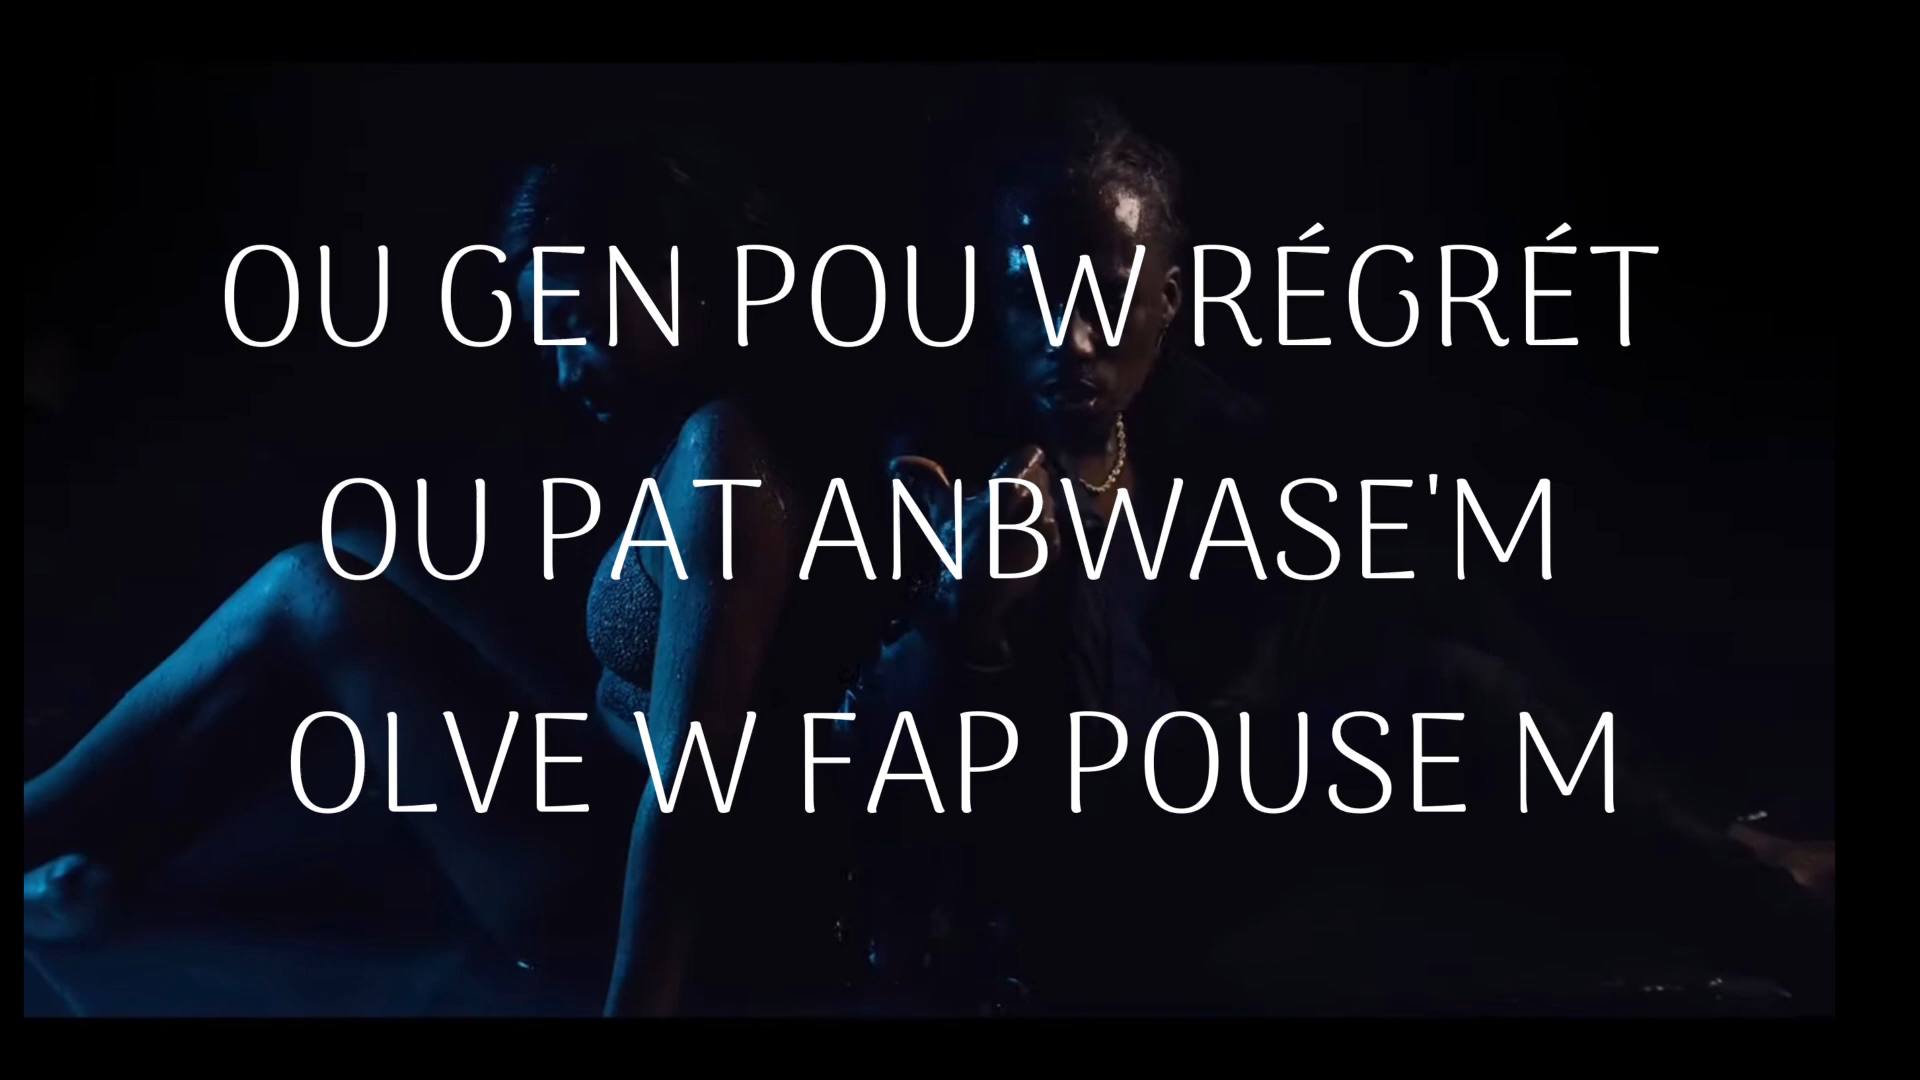 OU GEN POU W RÉGRÉT
OU PAT ANBWASE'M
OLVE W FAP POUSE M